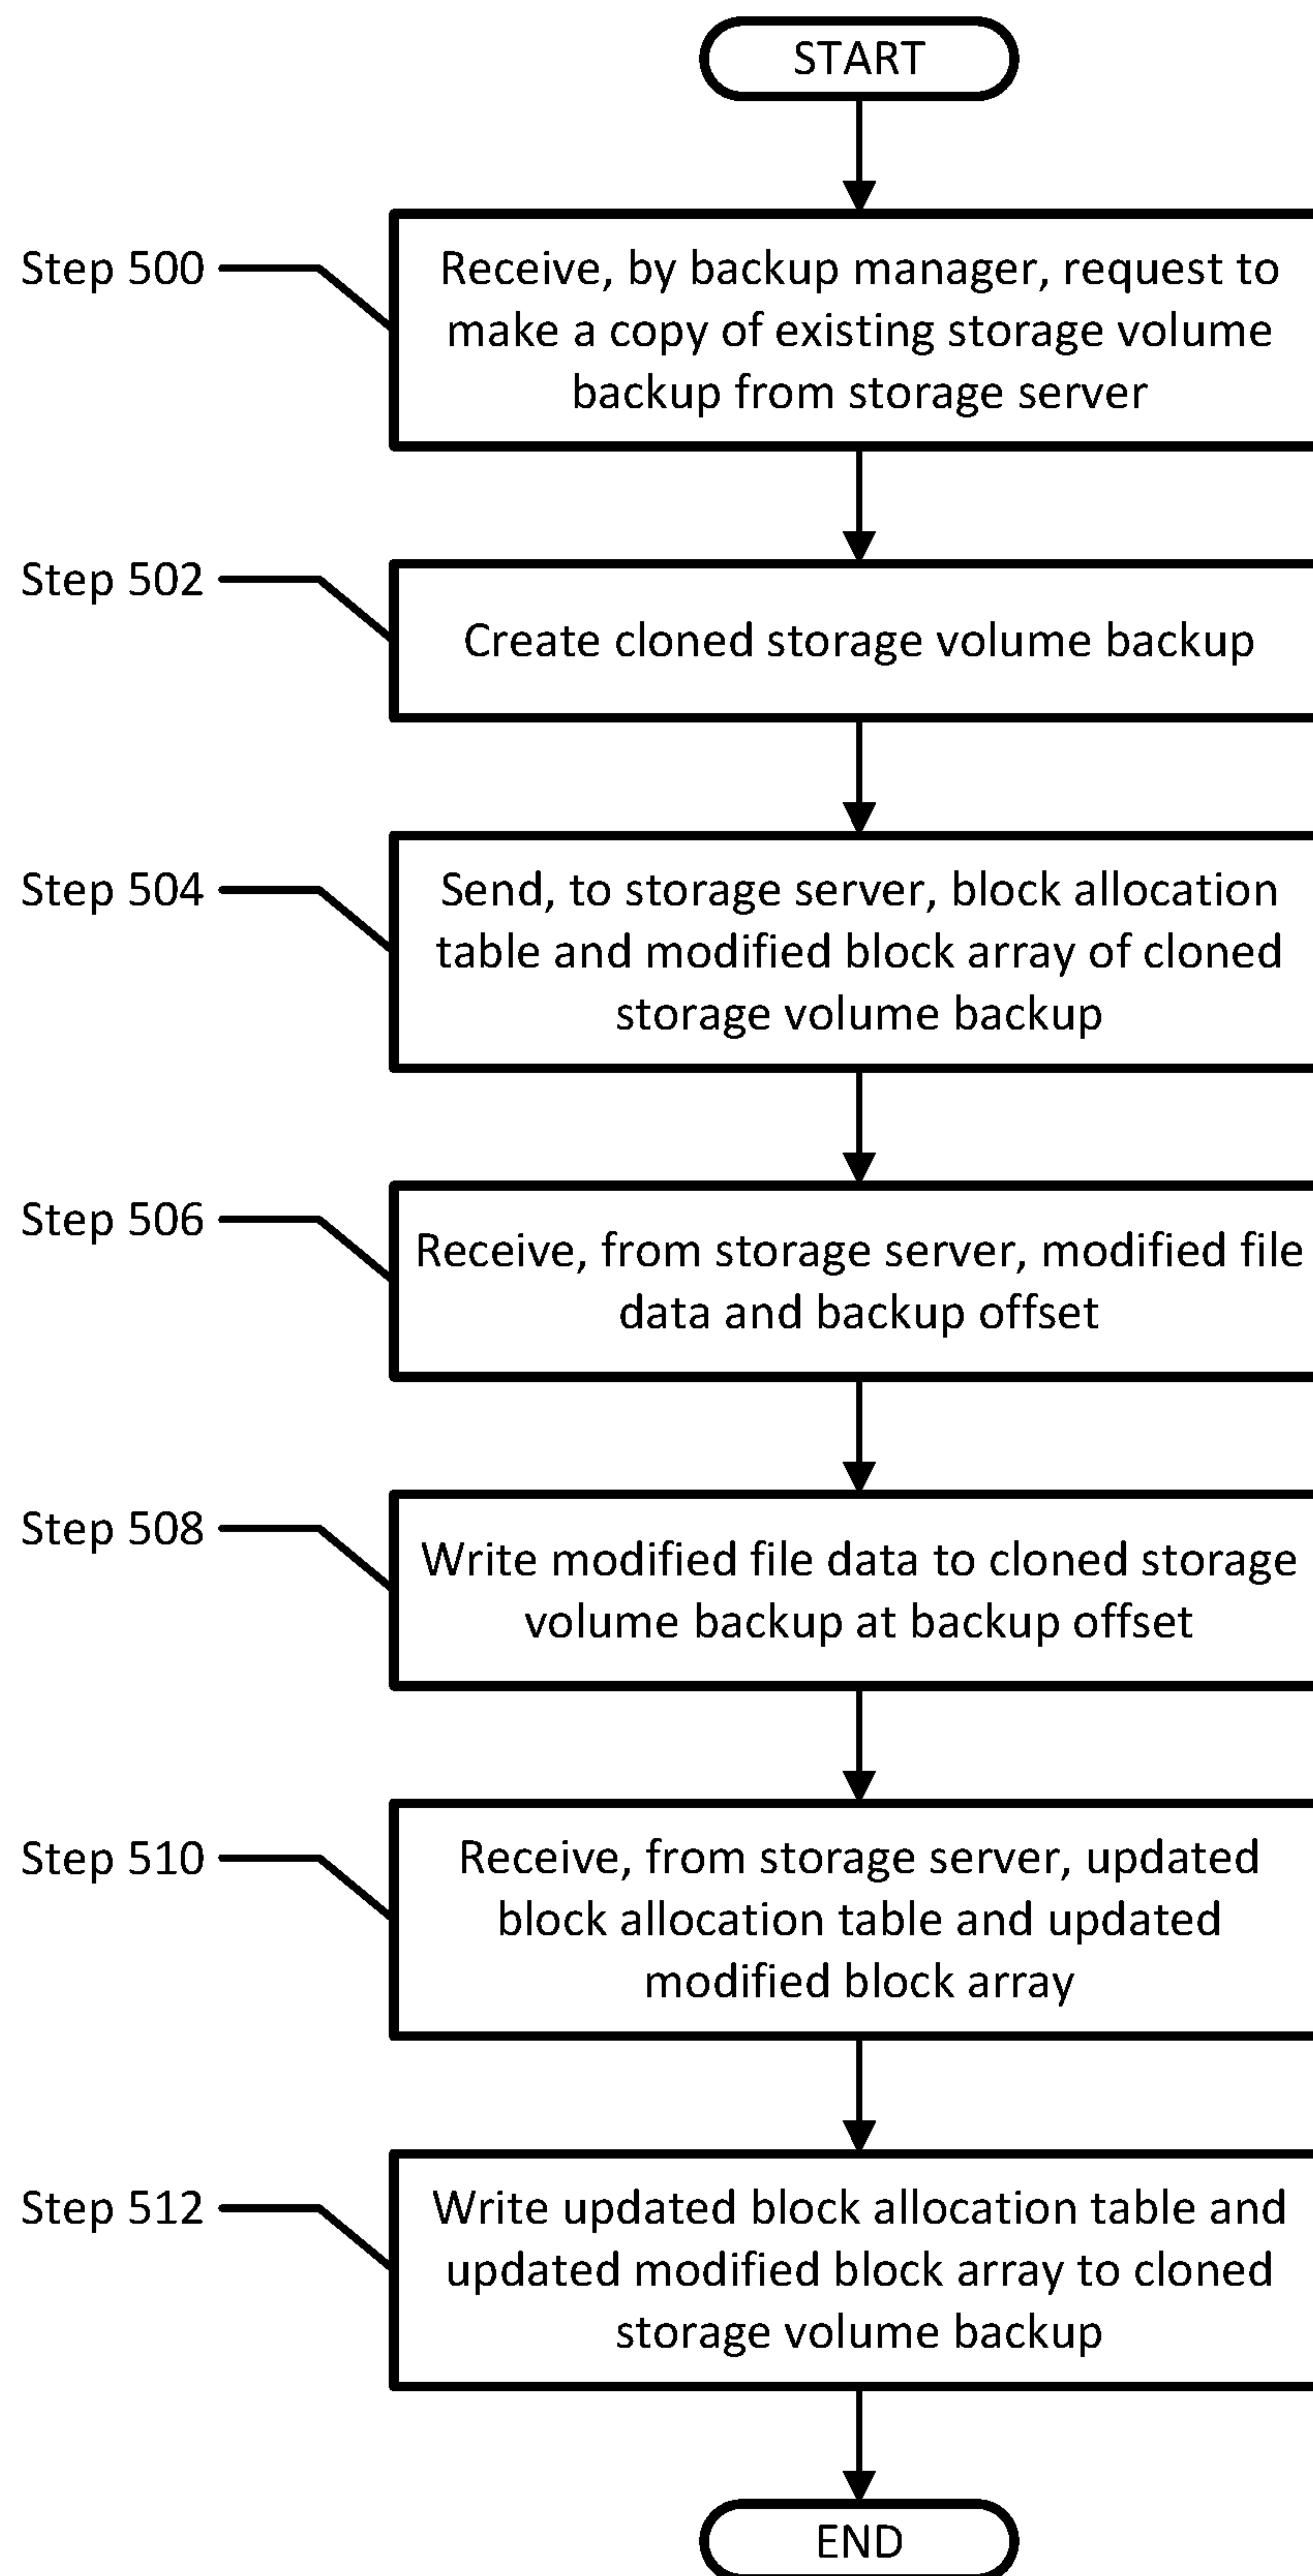 START
Step 500
Receive, by backup manager, request to
make a copy of existing storage volume
backup from storage server
Step 502
Create cloned storage volume backup
Step 504
Send, to storage server, block allocation
table and modified block array of cloned
storage volume backup
Step 506
Receive, from storage server, modified file
data and backup offset
Step 508
Write modified file data to cloned storage
volume backup at backup offset
Step 510
Receive, from storage server, updated
block allocation table and updated
modified block array
Step 512
Write updated block allocation table and
updated modified block array to cloned
storage volume backup
END